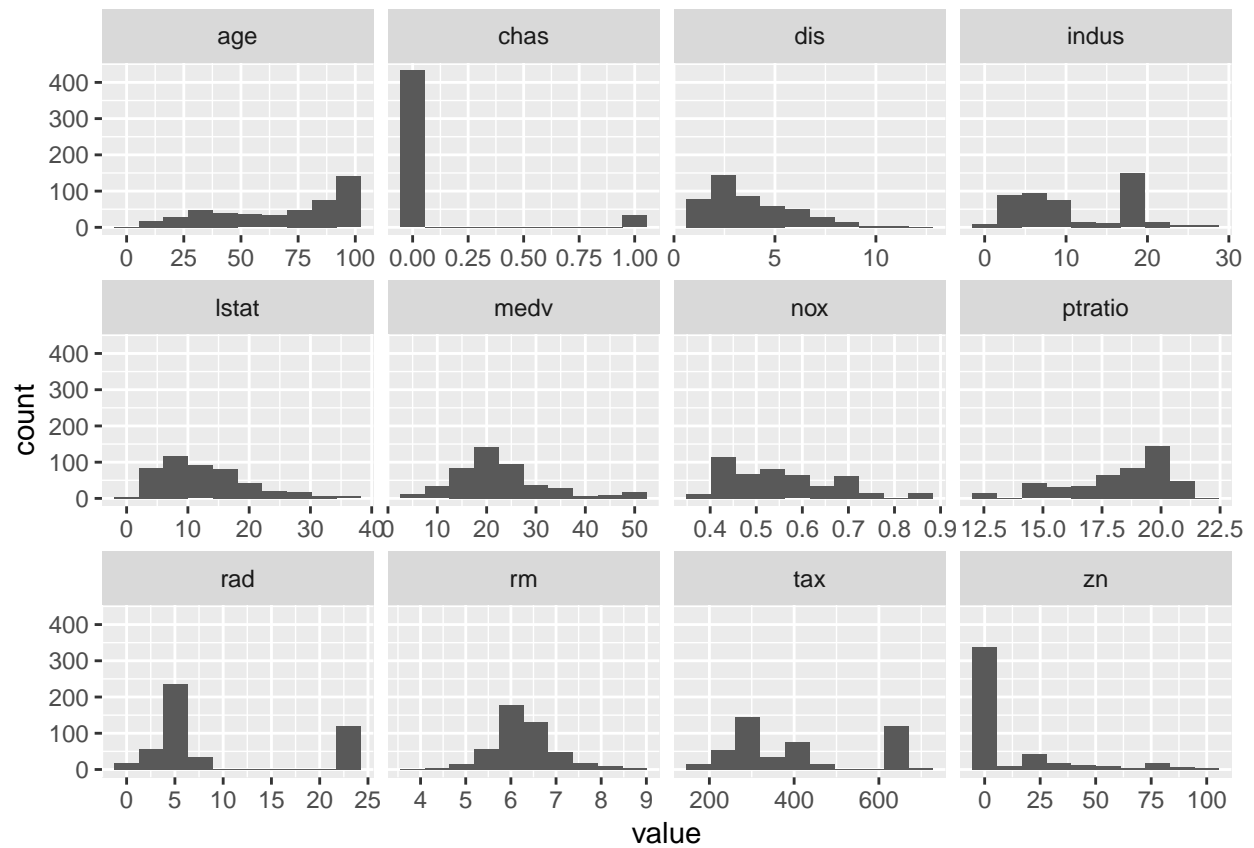 age chas dis indus
400
300
200
100
0
0 25 50 75 100 0.00 0.25 0.50 0.75 1.00 0 5 10 0 10 20 30
lstat medv nox ptratio
400
300
200
100
0
0 10 20 30 40 0 10 20 30 40 50 0.4 0.5 0.6 0.7 0.8 0.9 12.5 15.0 17.5 20.0 22.5
count
rad rm tax zn
400
300
200
100
0
0 5 10 15 20 25 4 5 6 7 8 9 200 400 600 0 25 50 75 100
value